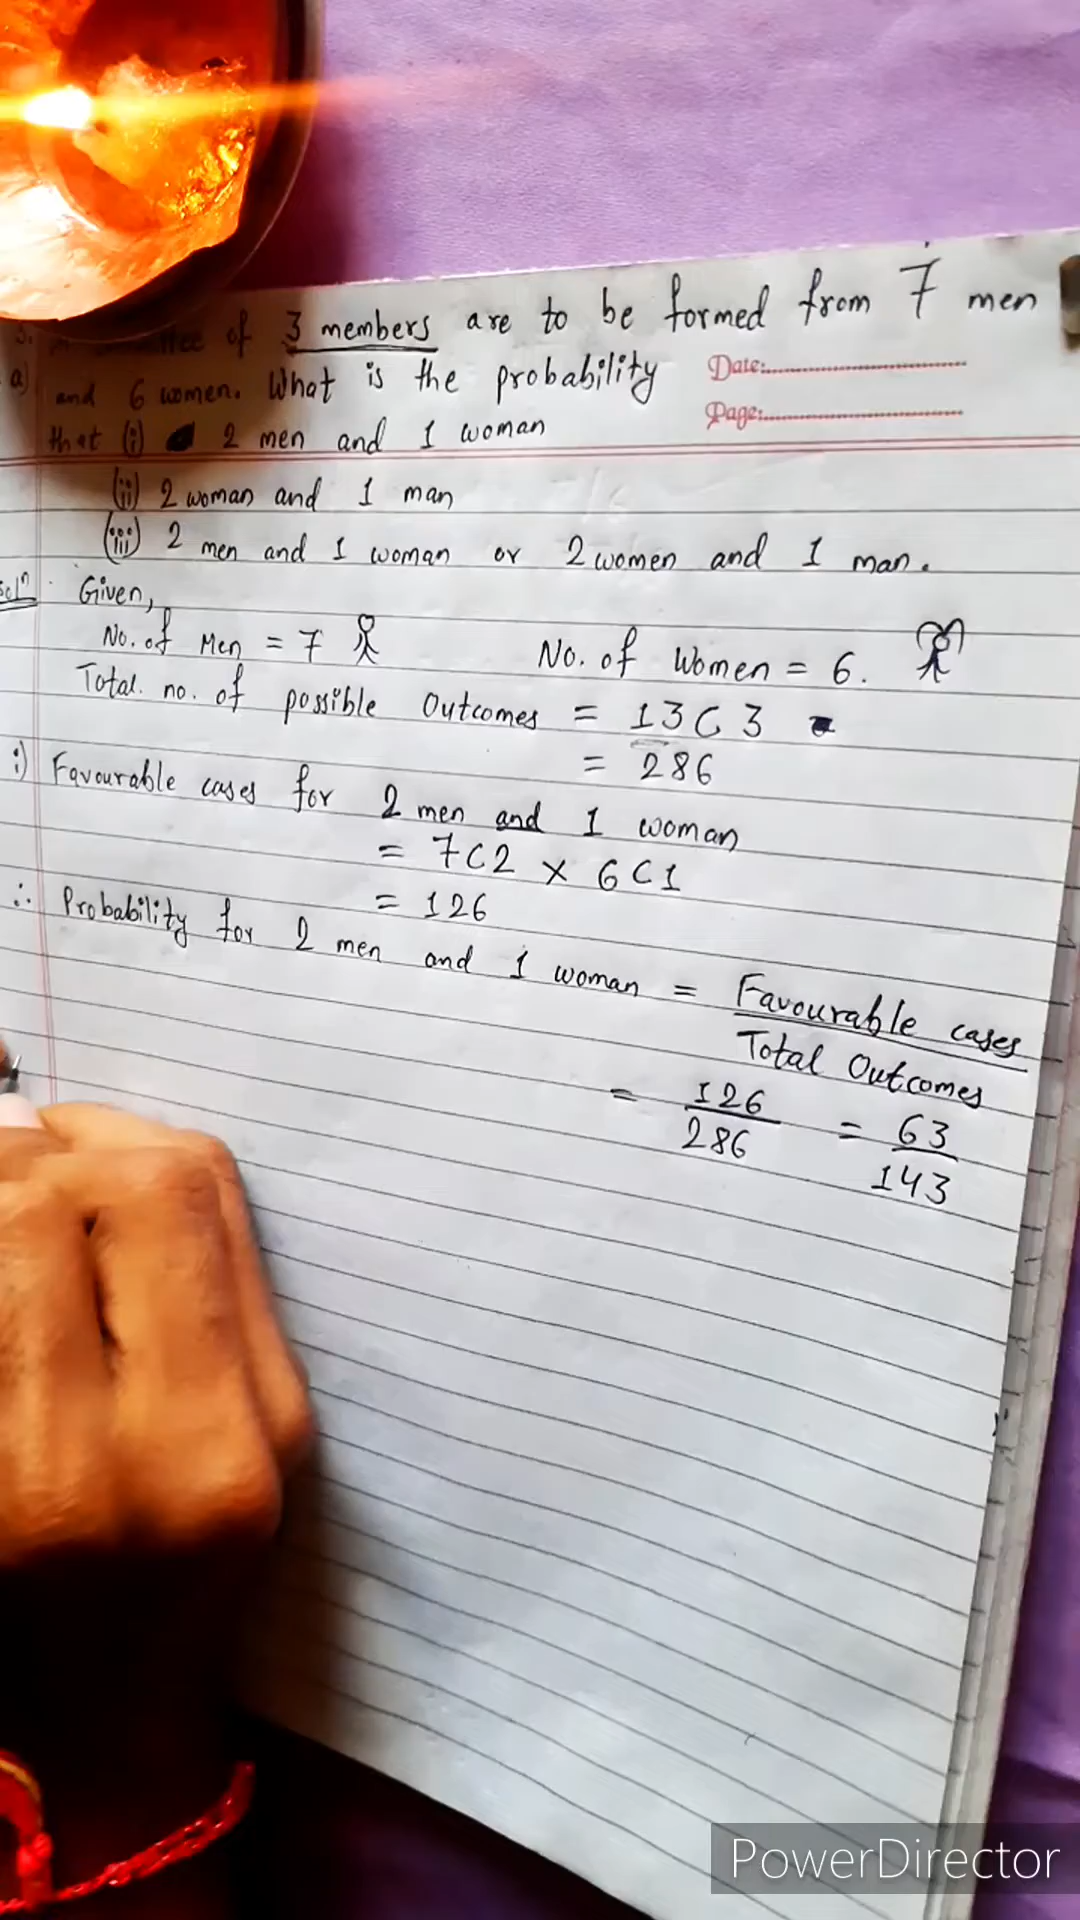 of 3 members are to be formed from 7 men
a) and 6 women. What is the probability
Date:
Page:
that (i) 2 men and 1 woman
(ii) 2 woman and 1 man
(iii) 2 men and 1 woman or 2 women and 1 man.
Solⁿ Given,
No. of Men = 7 No. of Women = 6.
Total. no. of possible Outcomes = 13C3
= 286
i) Favourable cases for 2 men and 1 woman
= 7C2 × 6C1
= 126
∴ Probability for 2 men and 1 woman = Favourable cases
Total Outcomes
= 126/286 = 63/143
PowerDirector